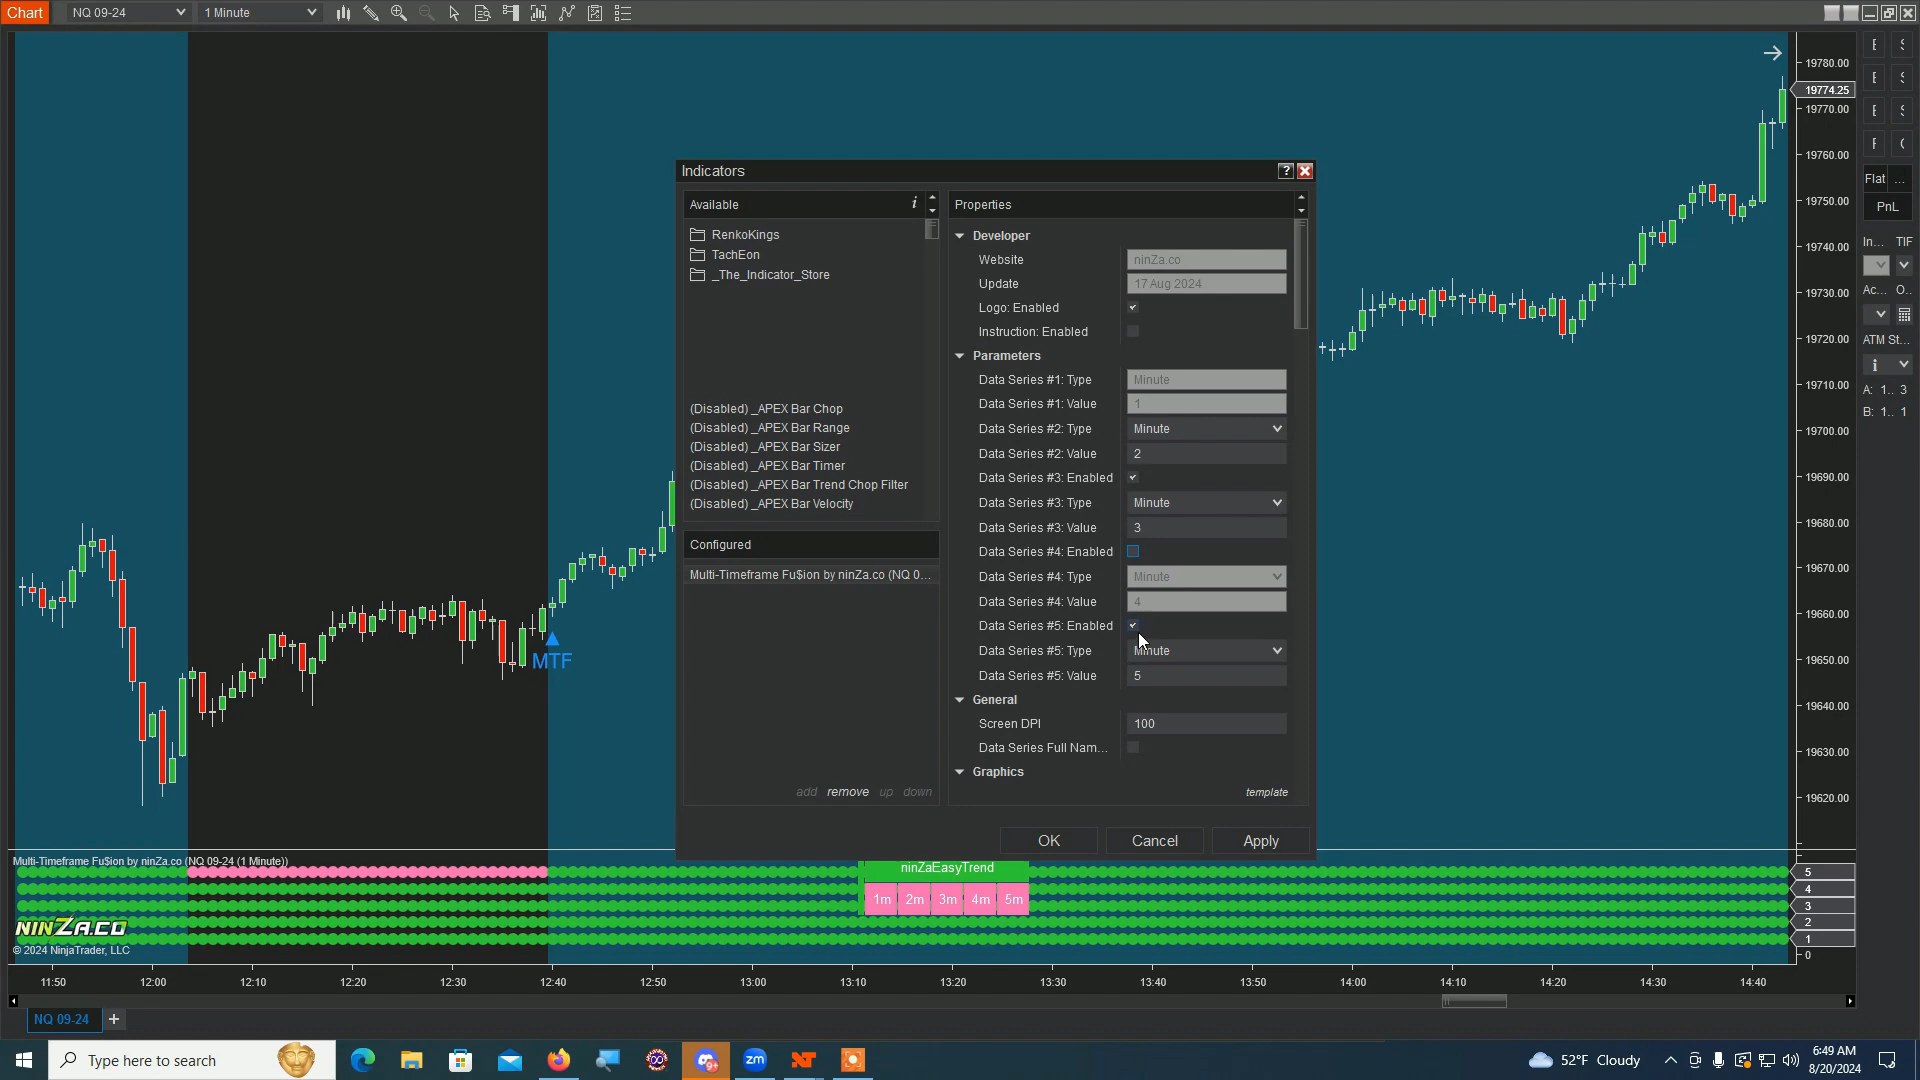 Chart
NQ 09-24
1 Minute
19780.00
19774.25
19770.00
19760.00
19750.00
19740.00
19730.00
19720.00
19710.00
19700.00
19690.00
19680.00
19670.00
19660.00
19650.00
19640.00
19630.00
19620.00
Flat
...
PnL
In...
TIF
Ac...
O..
ATM St...
A: 1.. 3
B: 1.. 1
Indicators
Available
RenkoKings
TachEon
_The_Indicator_Store
(Disabled) _APEX Bar Chop
(Disabled) _APEX Bar Range
(Disabled) _APEX Bar Sizer
(Disabled) _APEX Bar Timer
(Disabled) _APEX Bar Trend Chop Filter
(Disabled) _APEX Bar Velocity
Configured
Multi-Timeframe Fu$ion by ninZa.co (NQ 0...
add remove up down
Properties
Developer
Website ninZa.co
Update 17 Aug 2024
Logo: Enabled
Instruction: Enabled
Parameters
Data Series #1: Type Minute
Data Series #1: Value 1
Data Series #2: Type Minute
Data Series #2: Value 2
Data Series #3: Enabled
Data Series #3: Type Minute
Data Series #3: Value 3
Data Series #4: Enabled
Data Series #4: Type Minute
Data Series #4: Value 4
Data Series #5: Enabled
Data Series #5: Type Minute
Data Series #5: Value 5
General
Screen DPI 100
Data Series Full Nam...
Graphics
template
OK Cancel Apply
MTF
Multi-Timeframe Fu$ion by ninZa.co (NQ 09-24 (1 Minute))
ninZaEasyTrend
1m 2m 3m 4m 5m
5
4
3
2
1
0
NINZA.CO
© 2024 NinjaTrader, LLC
11:50 12:00 12:10 12:20 12:30 12:40 12:50 13:00 13:10 13:20 13:30 13:40 13:50 14:00 14:10 14:20 14:30 14:40
NQ 09-24
Type here to search
9+
zm
52°F Cloudy
6:49 AM
8/20/2024